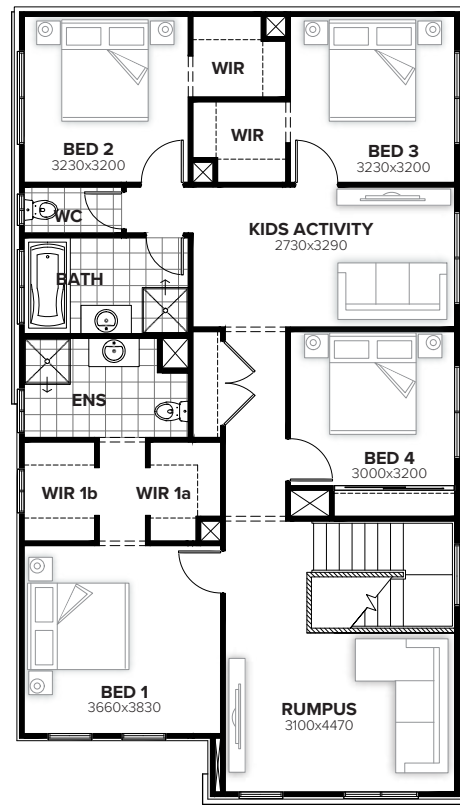 WIR
BED 2
3230x3200
WIR
BED 3
3230x3200
WC
KIDS ACTIVITY
2730x3290
BATH
ENS
BED 4
3000x3200
WIR 1b
WIR 1a
BED 1
3660x3830
RUMPUS
3100x4470